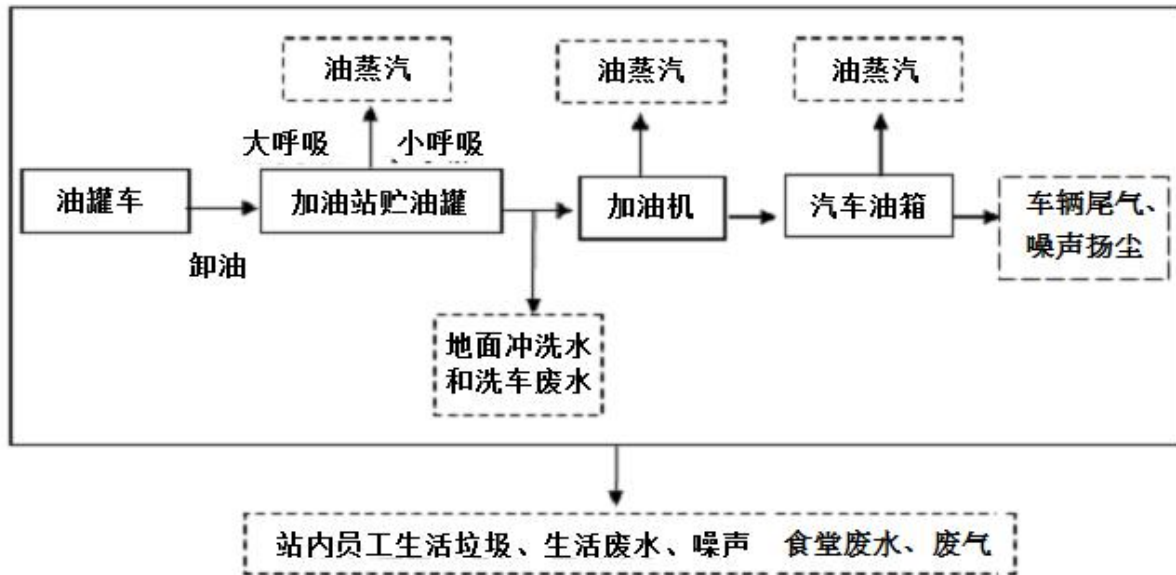 油蒸汽
油蒸汽
油蒸汽
大呼吸
小呼吸
油罐车
加油站贮油罐
加油机
汽车油箱
车辆尾气、
噪声扬尘
卸油
地面冲洗水
和洗车废水
站内员工生活垃圾、生活废水、噪声 食堂废水、废气